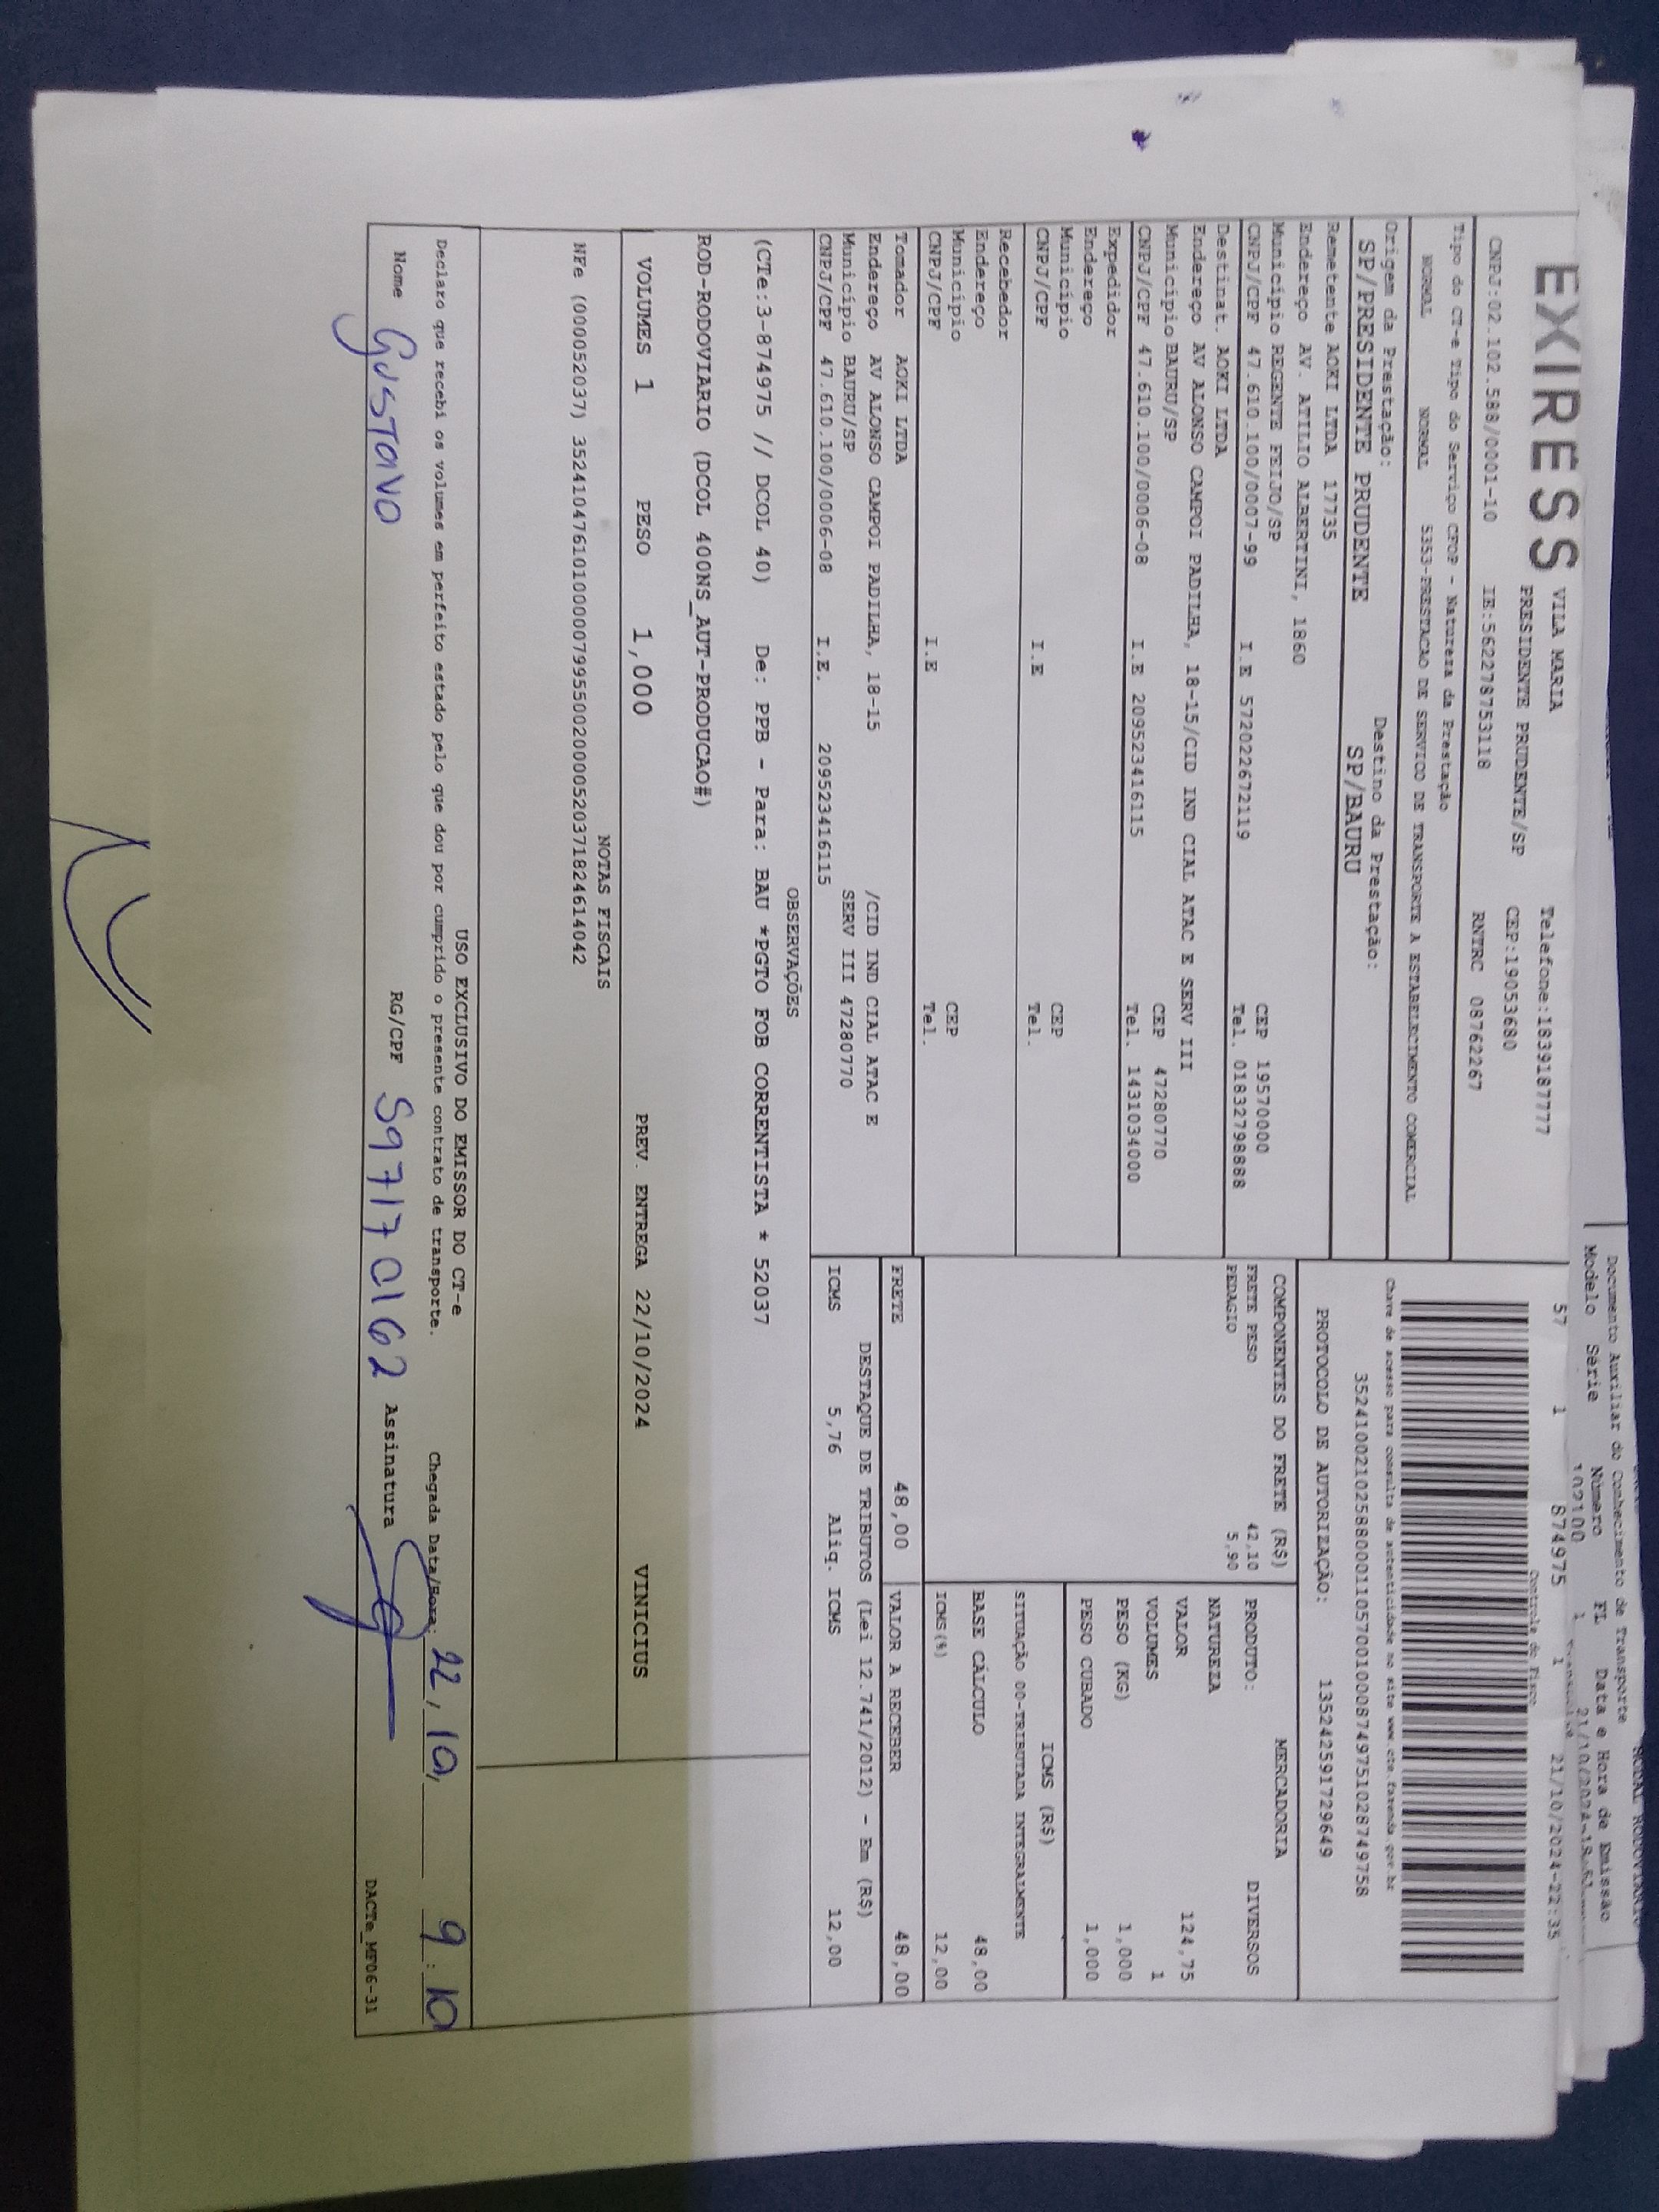 Documento Auxiliar do Conhecimento de Transporte
Modelo Série Número FL Data e Hora de Emissão
57 1 874975 1 21/10/2024-22:35
EXIRESS
VILA MARIA
Telefone:1839187777
PRESIDENTE PRUDENTE/SP
CEP:19053680
CNPJ:02.102.588/0001-10 IE:562278753118 RNTRC 08762267
Controle do Fisco
Tipo do CT-e Tipo do Serviço CFOP - Natureza da Prestação
NORMAL NORMAL 5353-PRESTACAO DE SERVICO DE TRANSPORTE A ESTABELECIMENTO COMERCIAL
Chave de acesso para consulta de autenticidade no site www.cte.fazenda.gov.br
Origem da Prestação: Destino da Prestação:
SP/PRESIDENTE PRUDENTE SP/BAURU
35241002102588000110570010008749751028749758
PROTOCOLO DE AUTORIZAÇÃO: 135242591729649
Remetente AOKI LTDA 17735
Endereço AV. ATILIO ALBERTINI, 1860
Município REGENTE FEIJO/SP CEP 19570000
CNPJ/CPF 47.610.100/0007-99 I.E 572022672119 Tel. 01832798888
Destinat. AOKI LTDA
Endereço AV ALONSO CAMPOI PADILHA, 18-15/CID IND CIAL ATAC E SERV III
Município BAURU/SP CEP 47280770
CNPJ/CPF 47.610.100/0006-08 I.E 209523416115 Tel. 1431034000
Expedidor
Endereço
Município CEP
CNPJ/CPF I.E Tel.
Recebedor
Endereço
Município CEP
CNPJ/CPF I.E Tel.
COMPONENTES DO FRETE (R$)
FRETE PESO 42,10
PEDAGIO 5,90
MERCADORIA
PRODUTO: DIVERSOS
NATUREZA
VALOR 124,75
VOLUMES 1
PESO (KG) 1,000
PESO CUBADO 1,000
ICMS (R$)
SITUAÇÃO 00-TRIBUTADA INTEGRALMENTE
BASE CÁLCULO 48,00
ICMS(%) 12,00
Tomador AOKI LTDA
Endereço AV ALONSO CAMPOI PADILHA, 18-15 /CID IND CIAL ATAC E
Município BAURU/SP SERV III 47280770
CNPJ/CPF 47.610.100/0006-08 I.E. 209523416115
FRETE 48,00 VALOR A RECEBER 48,00
DESTAQUE DE TRIBUTOS (Lei 12.741/2012) - Em (R$)
ICMS 5,76 Aliq. ICMS 12,00
OBSERVAÇÕES
(CTe:3-874975 // DCOL 40) De: PPB - Para: BAU *PGTO FOB CORRENTISTA * 52037
ROD-RODOVIARIO (DCOL 400NS_AUT-PRODUCAO#)
VOLUMES 1 PESO 1,000 PREV. ENTREGA 22/10/2024 VINICIUS
NOTAS FISCAIS
NFe (000052037) 35241047610100000799550020000520371824614042
USO EXCLUSIVO DO EMISSOR DO CT-e
Declaro que recebi os volumes em perfeito estado pelo que dou por cumprido o presente contrato de transporte. Chegada Data/Hora: 22, 10, 9:10
Nome Gustavo RG/CPF 597170162 Assinatura
DACTe_MF06-31